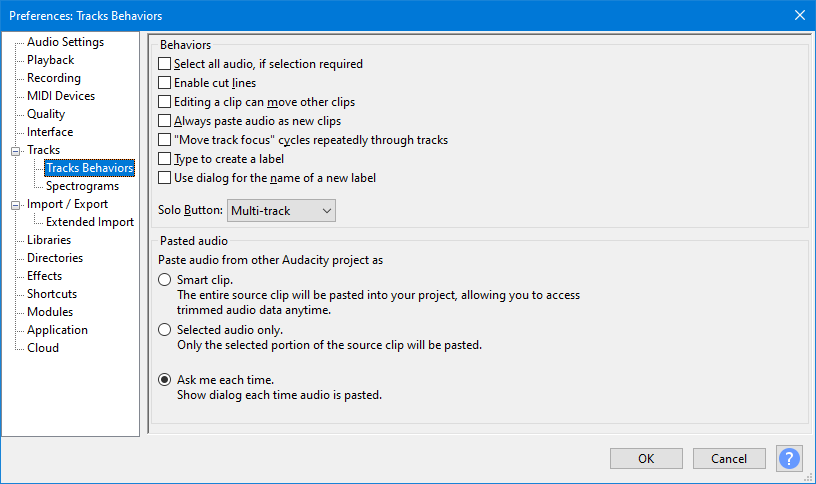 Preferences: Tracks Behaviors
Audio Settings
Playback
Recording
MIDI Devices
Quality
Interface
Tracks
Tracks Behaviors
Spectrograms
Import / Export
Extended Import
Libraries
Directories
Effects
Shortcuts
Modules
Application
Cloud
Behaviors
Select all audio, if selection required
Enable cut lines
Editing a clip can move other clips
Always paste audio as new clips
"Move track focus" cycles repeatedly through tracks
Type to create a label
Use dialog for the name of a new label
Solo Button: Multi-track
Pasted audio
Paste audio from other Audacity project as
Smart clip.
The entire source clip will be pasted into your project, allowing you to access
trimmed audio data anytime.
Selected audio only.
Only the selected portion of the source clip will be pasted.
Ask me each time.
Show dialog each time audio is pasted.
OK Cancel ?